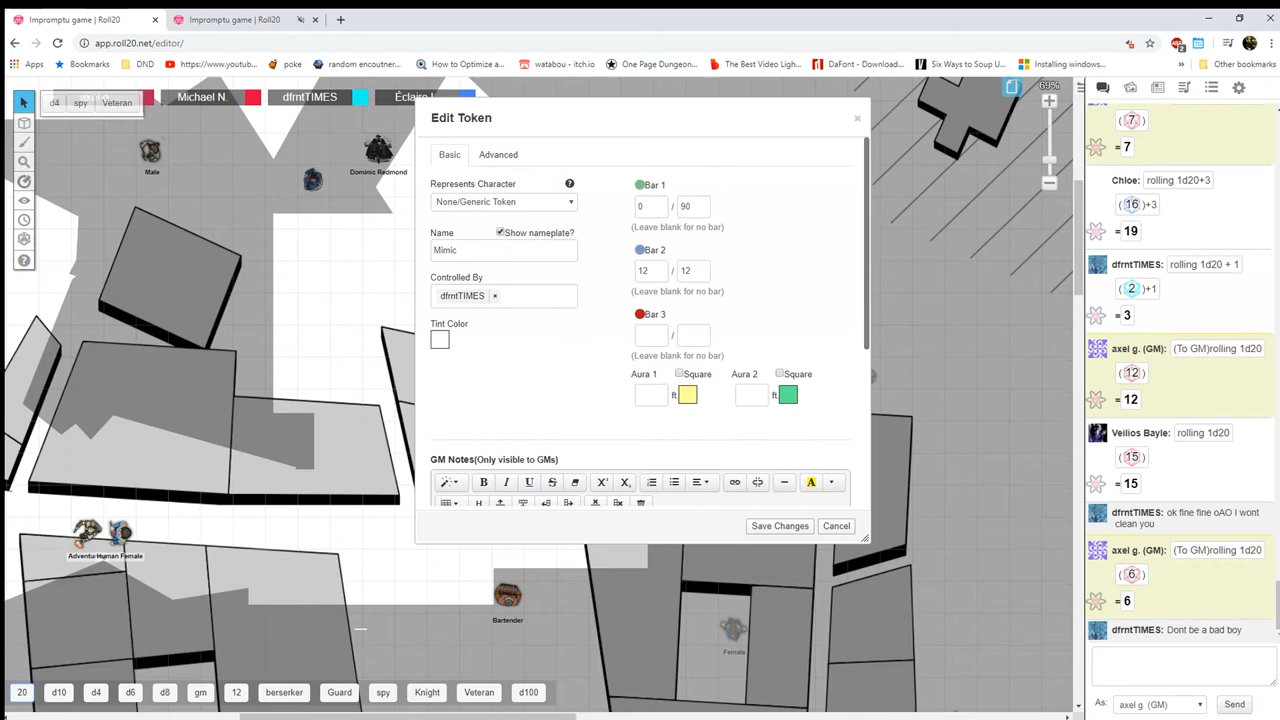 Impromptu game | Roll20
Impromptu game | Roll20
app.roll20.net/editor/
2
Apps
Bookmarks
DND
https://www.youtub...
poke
random encoutner...
How to Optimize a...
watabou - itch.io
One Page Dungeon...
The Best Video Ligh...
DaFont - Downloa...
Six Ways to Soup U...
Installing windows...
Other bookmarks
d4
spy
Veteran
Michael N.
dfrntTIMES
Éclaire
69%
Male
Dominic Redmond
Human Female
Bartender
Female
Edit Token
Basic
Advanced
Represents Character
None/Generic Token
Name
Show nameplate?
Mimic
Controlled By
dfrntTIMES ×
Tint Color
Bar 1
0 / 90
(Leave blank for no bar)
Bar 2
12 / 12
(Leave blank for no bar)
Bar 3
/
(Leave blank for no bar)
Aura 1
Square
Aura 2
Square
ft.
ft.
GM Notes(Only visible to GMs)
B I U S
Save Changes
Cancel
(7)
= 7
Chloe: rolling 1d20+3
(16)+3
= 19
dfrntTIMES: rolling 1d20 + 1
(2)+1
= 3
axel g. (GM): (To GM)rolling 1d20
(12)
= 12
Veilios Bayle: rolling 1d20
(15)
= 15
dfrntTIMES: ok fine fine oAO I wont
clean you
axel g. (GM): (To GM)rolling 1d20
(6)
= 6
dfrntTIMES: Dont be a bad boy
As:
axel g. (GM)
Send
20
d10
d4
d6
d8
gm
12
berserker
Guard
spy
Knight
Veteran
d100